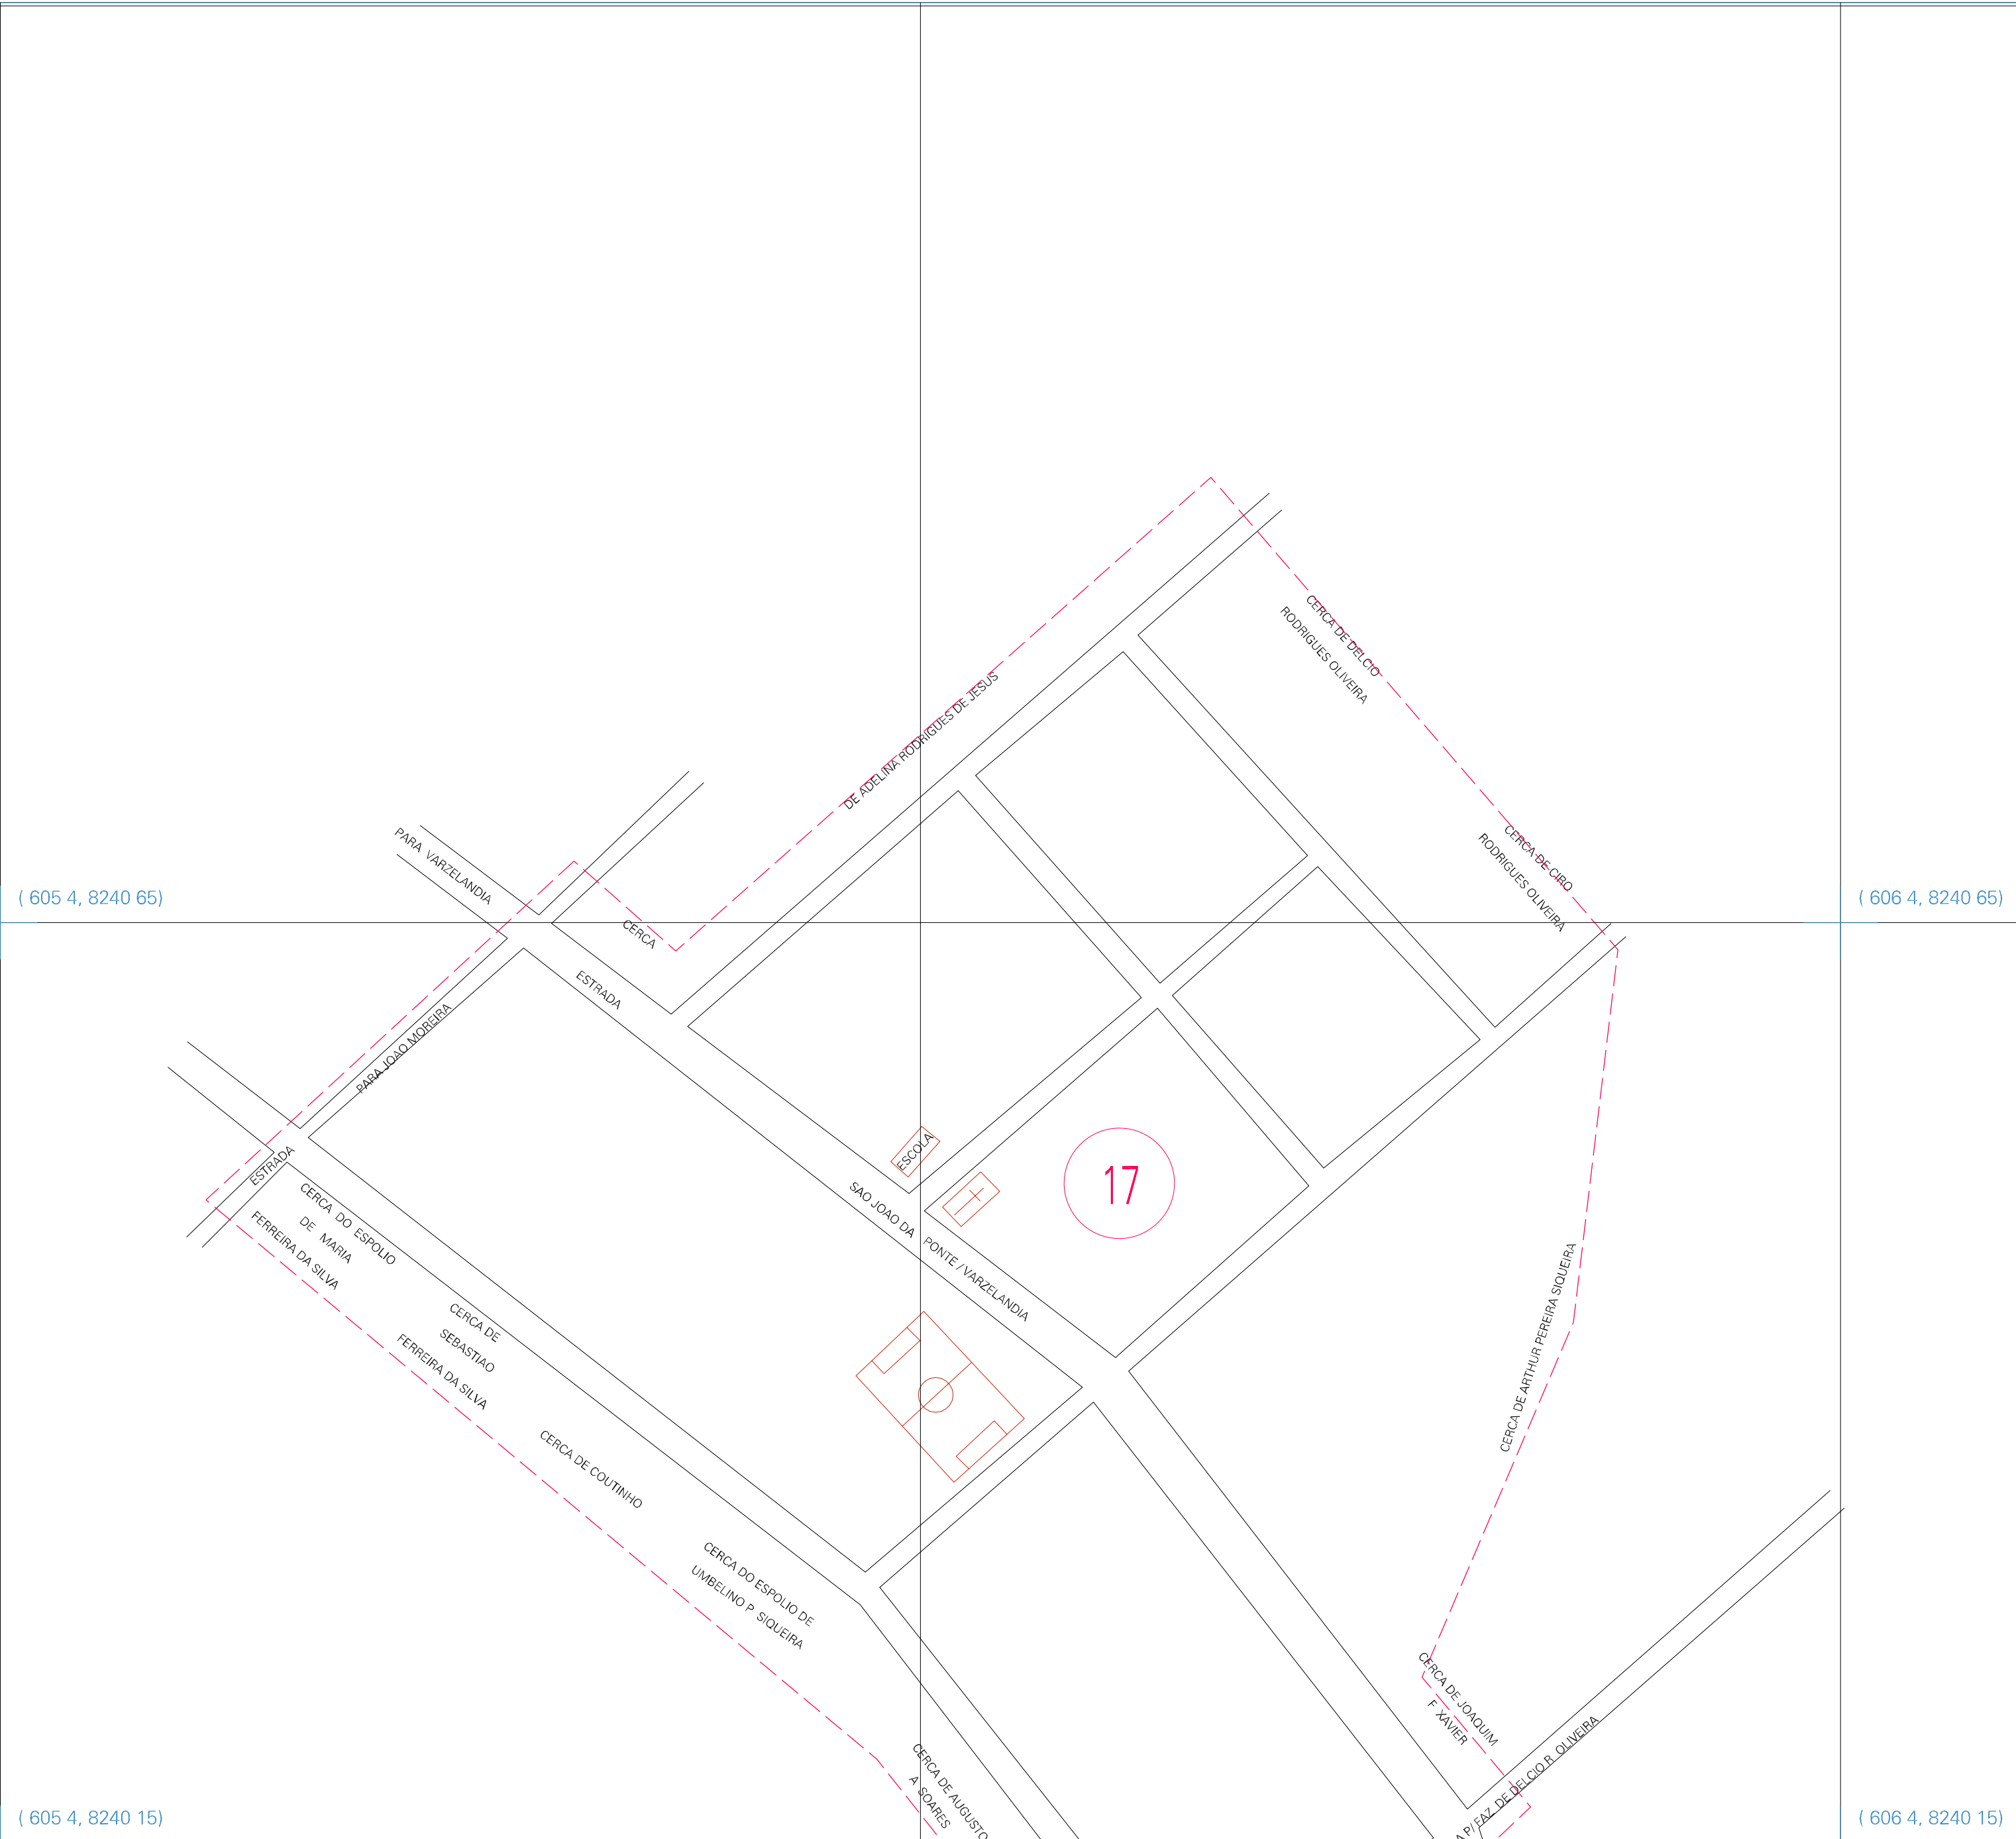 CERCA DE DELCIO
RODRIGUES OLIVEIRA
DE ADELINA RODRIGUES DE JESUS
PARA VARZELANDIA
CERCA DE CIRO
RODRIGUES OLIVEIRA
( 605 4, 8240 65)
( 606 4, 8240 65)
CERCA
ESTRADA
PARA JOAO MOREIRA
ESCOLA
17
ESTRADA
SAO JOAO DA PONTE / VARZELANDIA
CERCA DO ESPOLIO
DE MARIA
FERREIRA DA SILVA
CERCA DE
SEBASTIAO
FERREIRA DA SILVA
CERCA DE ARTHUR PEREIRA SIQUEIRA
CERCA DE COUTINHO
CERCA DO ESPOLIO DE
UMBELINO P SIQUEIRA
CERCA DE JOAQUIM
F XAVIER
CERCA DE AUGUSTO
A SOARES
P/ FAZ DE DELCIO R OLIVEIRA
( 605 4, 8240 15)
( 606 4, 8240 15)